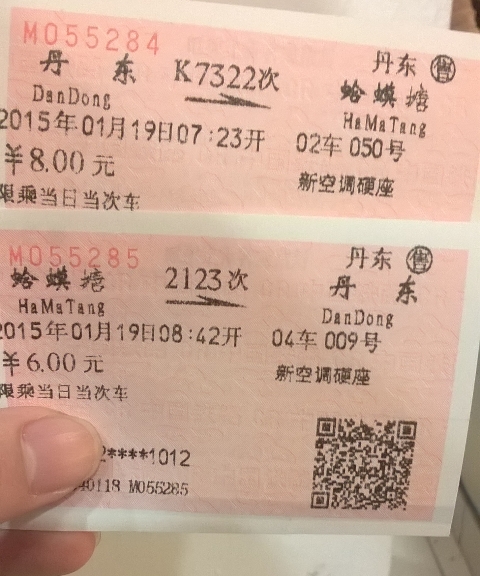 M055284
丹东 售
丹 东 K7322次 蛤蟆塘
DanDong HaMaTang
2015年01月19日07:23开 02车 050号
¥8.00元 新空调硬座
限乘当日当次车
M055285
丹东 售
蛤蟆塘 2123次 丹 东
HaMaTang DanDong
2015年01月19日08:42开 04车 009号
¥6.00元 新空调硬座
限乘当日当次车
2****1012
40118 M055285